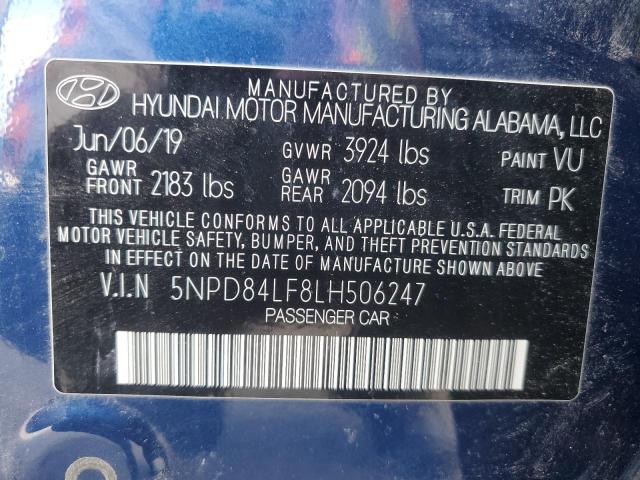 MANUFACTURED BY
HYUNDAI MOTOR MANUFACTURING ALABAMA, LLC
Jun/06/19 GVWR 3924 lbs PAINT VU
GAWR FRONT 2183 lbs GAWR REAR 2094 lbs TRIM PK
THIS VEHICLE CONFORMS TO ALL APPLICABLE U.S.A. FEDERAL
MOTOR VEHICLE SAFETY, BUMPER, AND THEFT PREVENTION STANDARDS
IN EFFECT ON THE DATE OF MANUFACTURE SHOWN ABOVE.
V.I.N 5NPD84LF8LH506247
PASSENGER CAR